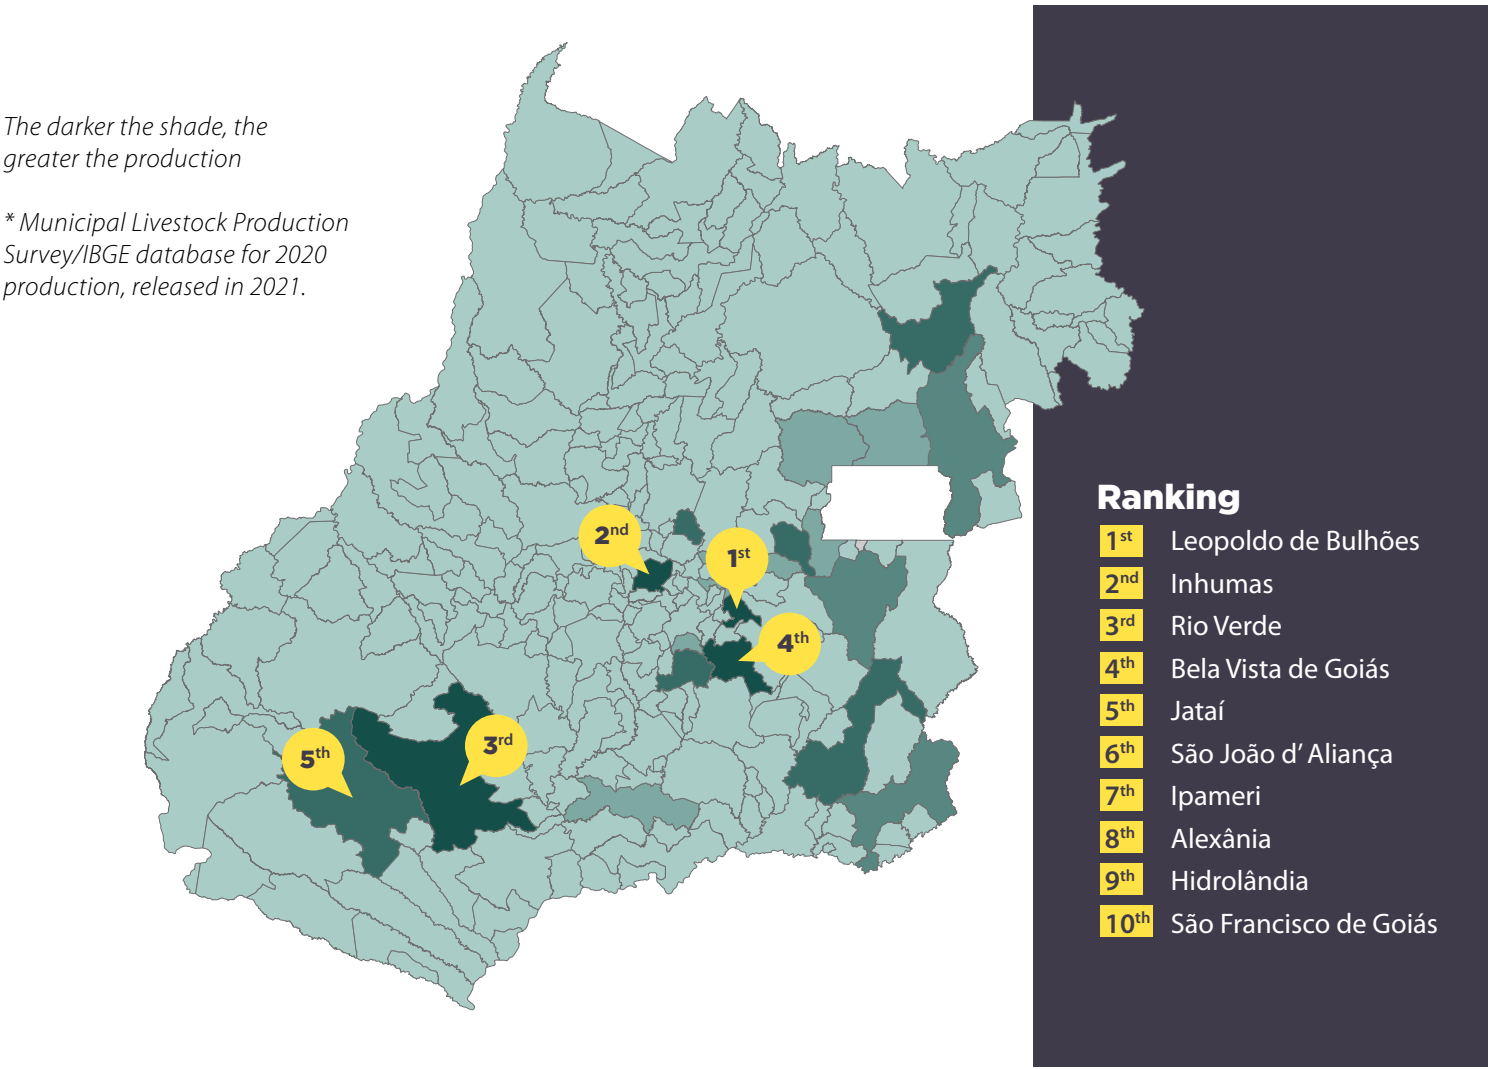 The darker the shade, the
greater the production
* Municipal Livestock Production
Survey/IBGE database for 2020
production, released in 2021.
2nd
1st
4th
3rd
5th
Ranking
1st Leopoldo de Bulhões
2nd Inhumas
3rd Rio Verde
4th Bela Vista de Goiás
5th Jataí
6th São João d’ Aliança
7th Ipameri
8th Alexânia
9th Hidrolândia
10th São Francisco de Goiás